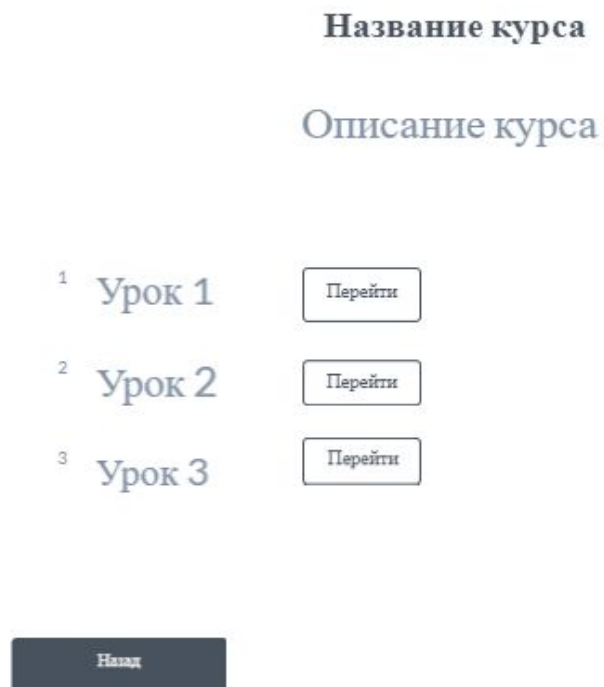 Название курса
Описание курса
1 Урок 1 Перейти
2 Урок 2 Перейти
3 Урок 3 Перейти
Назад